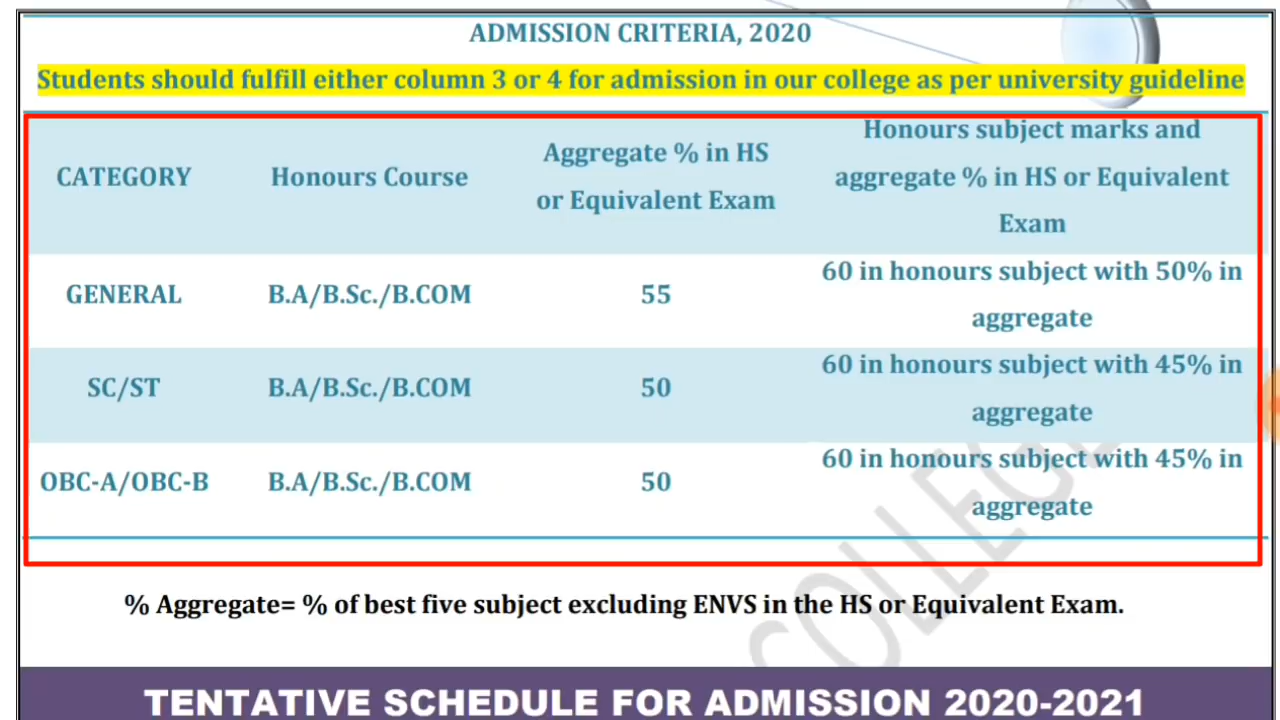 ADMISSION CRITERIA, 2020
Students should fulfill either column 3 or 4 for admission in our college as per university guideline
CATEGORY Honours Course Aggregate % in HS or Equivalent Exam Honours subject marks and aggregate % in HS or Equivalent Exam
GENERAL B.A/B.Sc./B.COM 55 60 in honours subject with 50% in aggregate
SC/ST B.A/B.Sc./B.COM 50 60 in honours subject with 45% in aggregate
OBC-A/OBC-B B.A/B.Sc./B.COM 50 60 in honours subject with 45% in aggregate
COLLEGE
% Aggregate= % of best five subject excluding ENVS in the HS or Equivalent Exam.
TENTATIVE SCHEDULE FOR ADMISSION 2020-2021